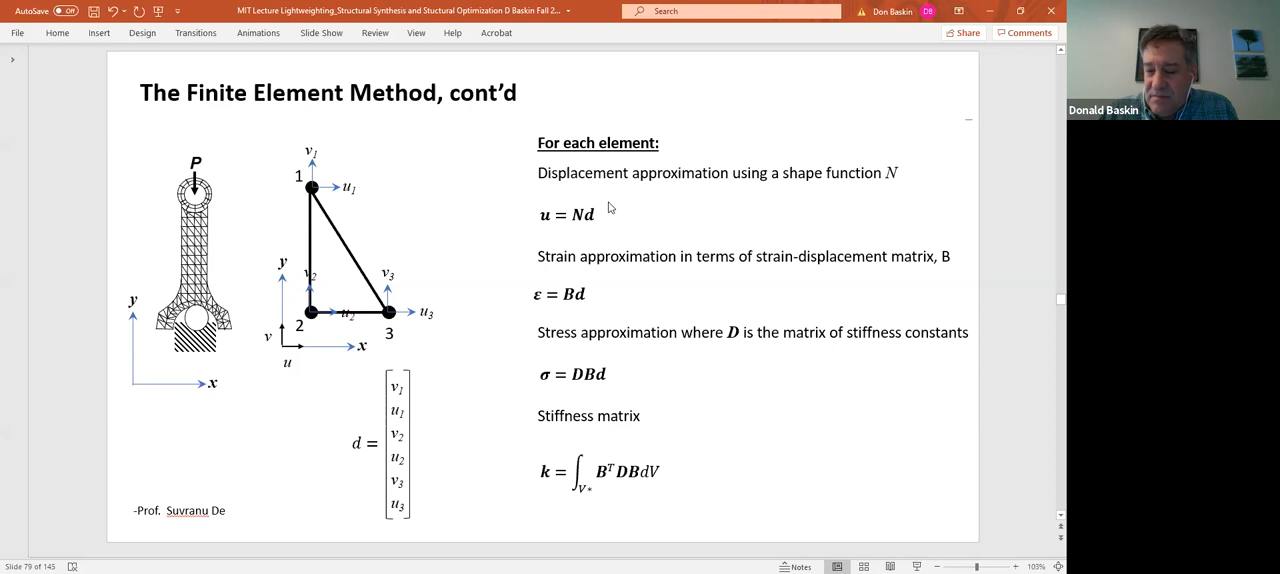 AutoSave Off
MIT Lecture Lightweighting_Structural Synthesis and Stuctural Optimization D Baskin Fall 2...
Search
Don Baskin DB
File Home Insert Design Transitions Animations Slide Show Review View Help Acrobat
Share Comments
Donald Baskin
The Finite Element Method, cont’d
P
y
x
v1
1
u1
y
v2
v3
2
u2
3
u3
v
u
x
d =
v1
u1
v2
u2
v3
u3
-Prof. Suvranu De
For each element:
Displacement approximation using a shape function N
u = Nd
Strain approximation in terms of strain-displacement matrix, B
ε = Bd
Stress approximation where D is the matrix of stiffness constants
σ = DBd
Stiffness matrix
k = ∫V* B^T DBdV
Slide 79 of 145
Notes
103%